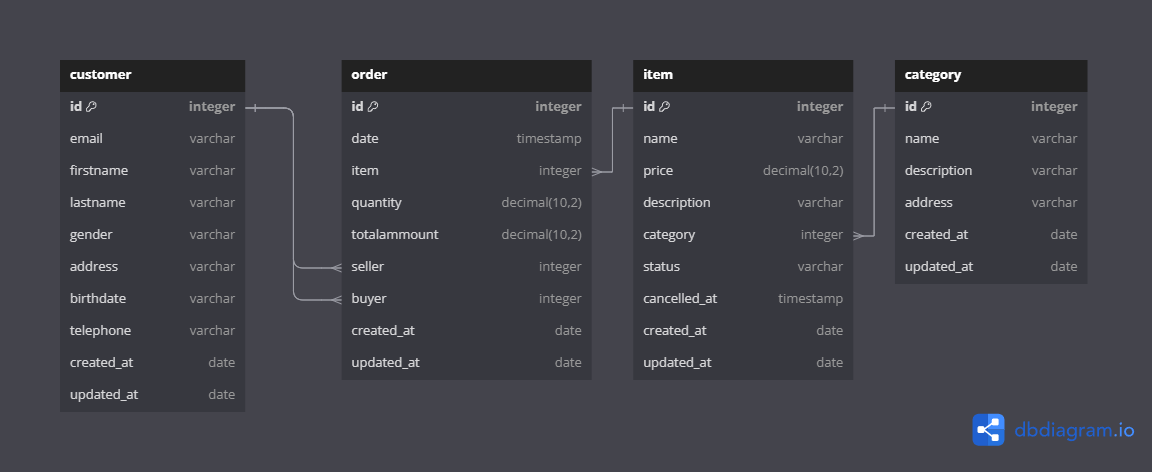 customer
id integer
email varchar
firstname varchar
lastname varchar
gender varchar
address varchar
birthdate varchar
telephone varchar
created_at date
updated_at date
order
id integer
date timestamp
item integer
quantity decimal(10,2)
totalammount decimal(10,2)
seller integer
buyer integer
created_at date
updated_at date
item
id integer
name varchar
price decimal(10,2)
description varchar
category integer
status varchar
cancelled_at timestamp
created_at date
updated_at date
category
id integer
name varchar
description varchar
address varchar
created_at date
updated_at date
dbdiagram.io